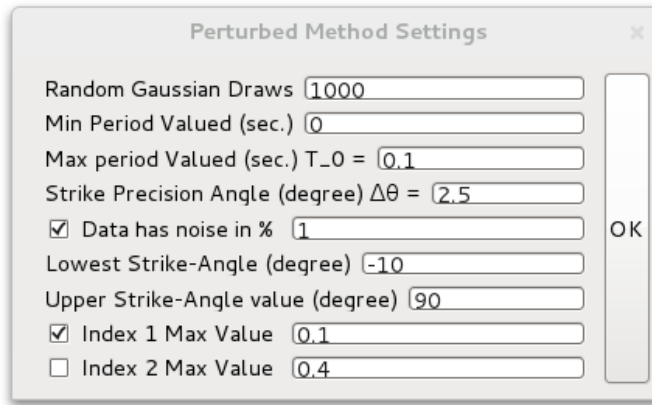 Perturbed Method Settings ×
Random Gaussian Draws 1000
Min Period Valued (sec.) 0
Max period Valued (sec.) T_0 = 0.1
Strike Precision Angle (degree) Δθ = 2.5
Data has noise in % 1
OK
Lowest Strike-Angle (degree) -10
Upper Strike-Angle value (degree) 90
Index 1 Max Value 0.1
Index 2 Max Value 0.4